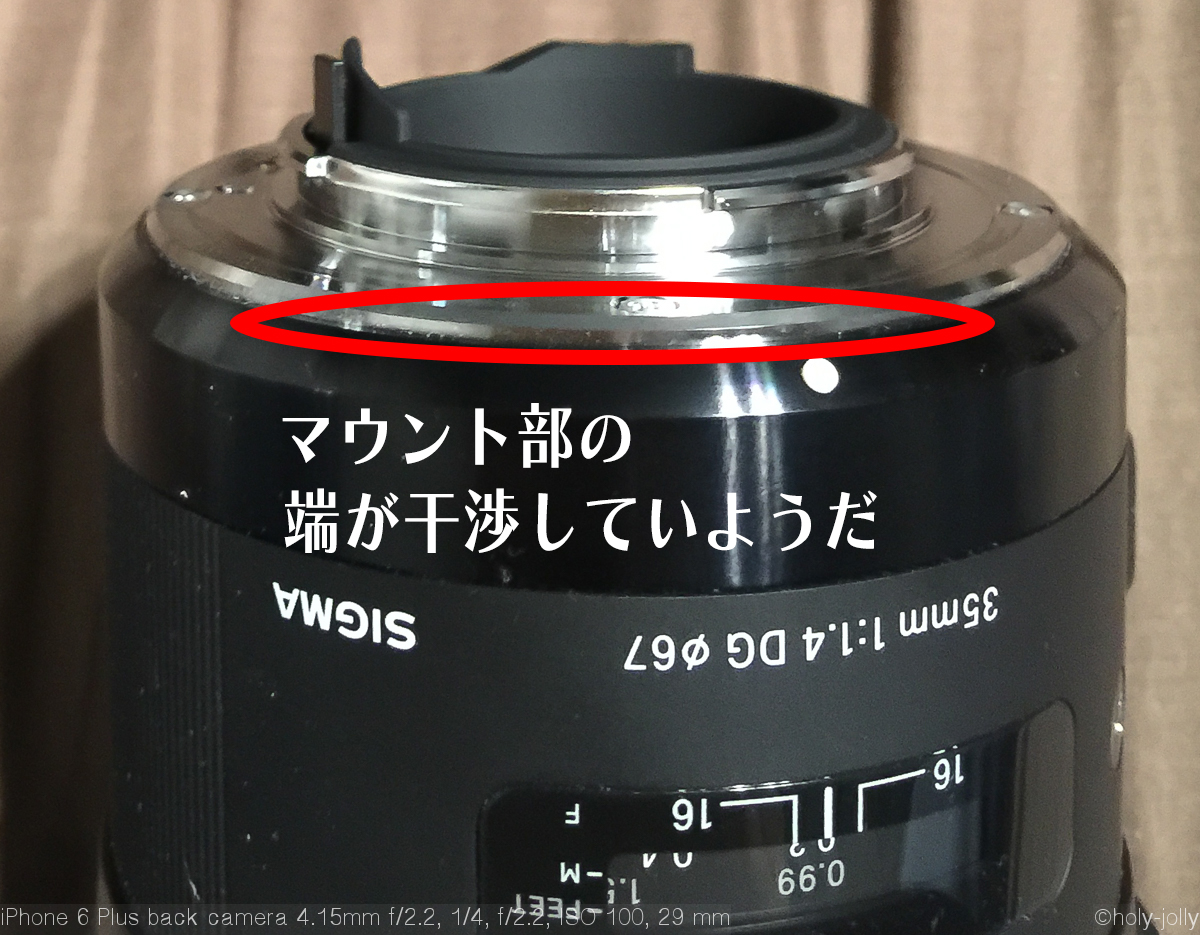 マウント部の
端が干渉していようだ
SIGMA
35mm 1:1.4 DG ø67
16 16
F
M
0.99
FEET
iPhone 6 Plus back camera 4.15mm f/2.2, 1/4, f/2.2, ISO 100, 29 mm
©holy-jolly